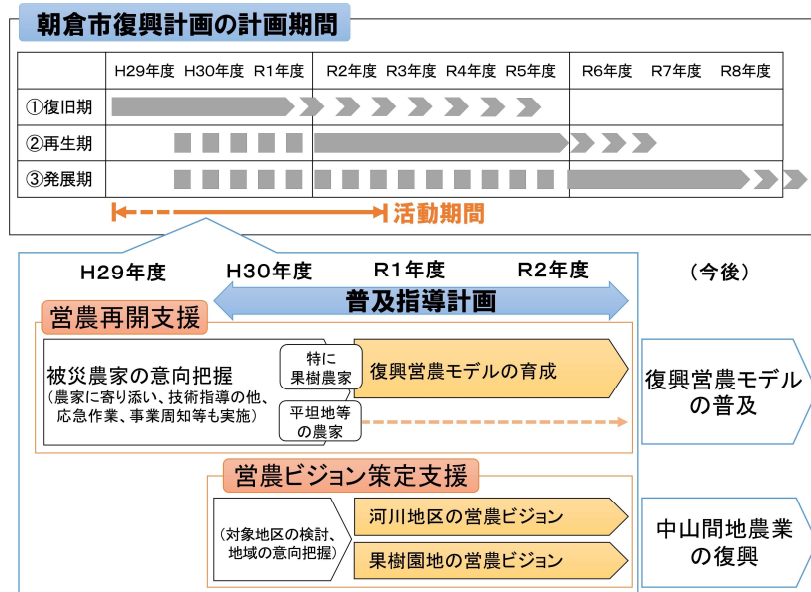 朝倉市復興計画の計画期間
H29年度 H30年度 R1年度 R2年度 R3年度 R4年度 R5年度 R6年度 R7年度 R8年度
①復旧期
②再生期
③発展期
活動期間
H29年度 H30年度 R1年度 R2年度 (今後)
普及指導計画
営農再開支援
被災農家の意向把握
(農家に寄り添い、技術指導の他、
応急作業、事業周知等も実施)
特に
果樹農家
平坦地等
の農家
復興営農モデルの育成
復興営農モデル
の普及
営農ビジョン策定支援
(対象地区の検討、
地域の意向把握)
河川地区の営農ビジョン
果樹園地の営農ビジョン
中山間地農業
の復興